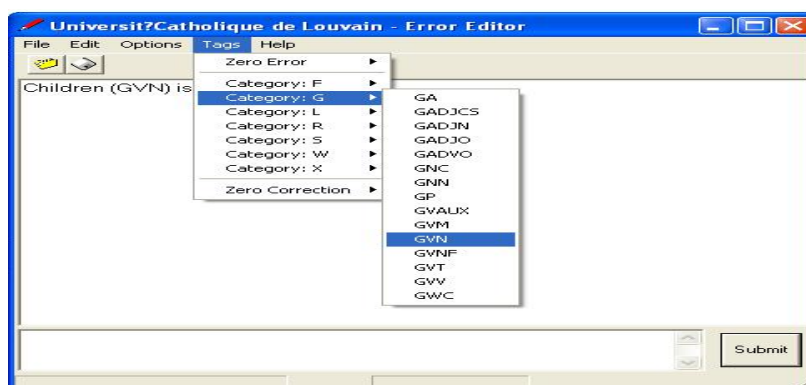 Universit?Catholique de Louvain - Error Editor
File Edit Options Tags Help
Children (GVN) is
Zero Error
Category: F
Category: G
Category: L
Category: R
Category: S
Category: W
Category: X
Zero Correction
GA
GADJCS
GADJN
GADJO
GADVO
GNC
GNN
GP
GVAUX
GVM
GVN
GVNF
GVT
GVV
GWC
Submit